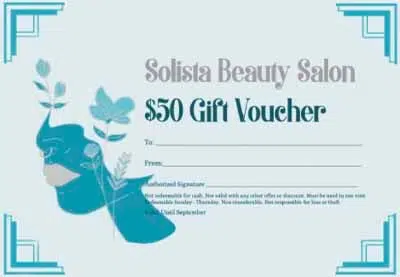 Solista Beauty Salon
$50 Gift Voucher
To:
From:
Authorized Signature
Not redeemable for cash. Not valid with any other offer or discount. Must be used in one visit
Redeemable Sunday - Thursday. Non transferable. Not responsible for loss or theft.
Valid Until September